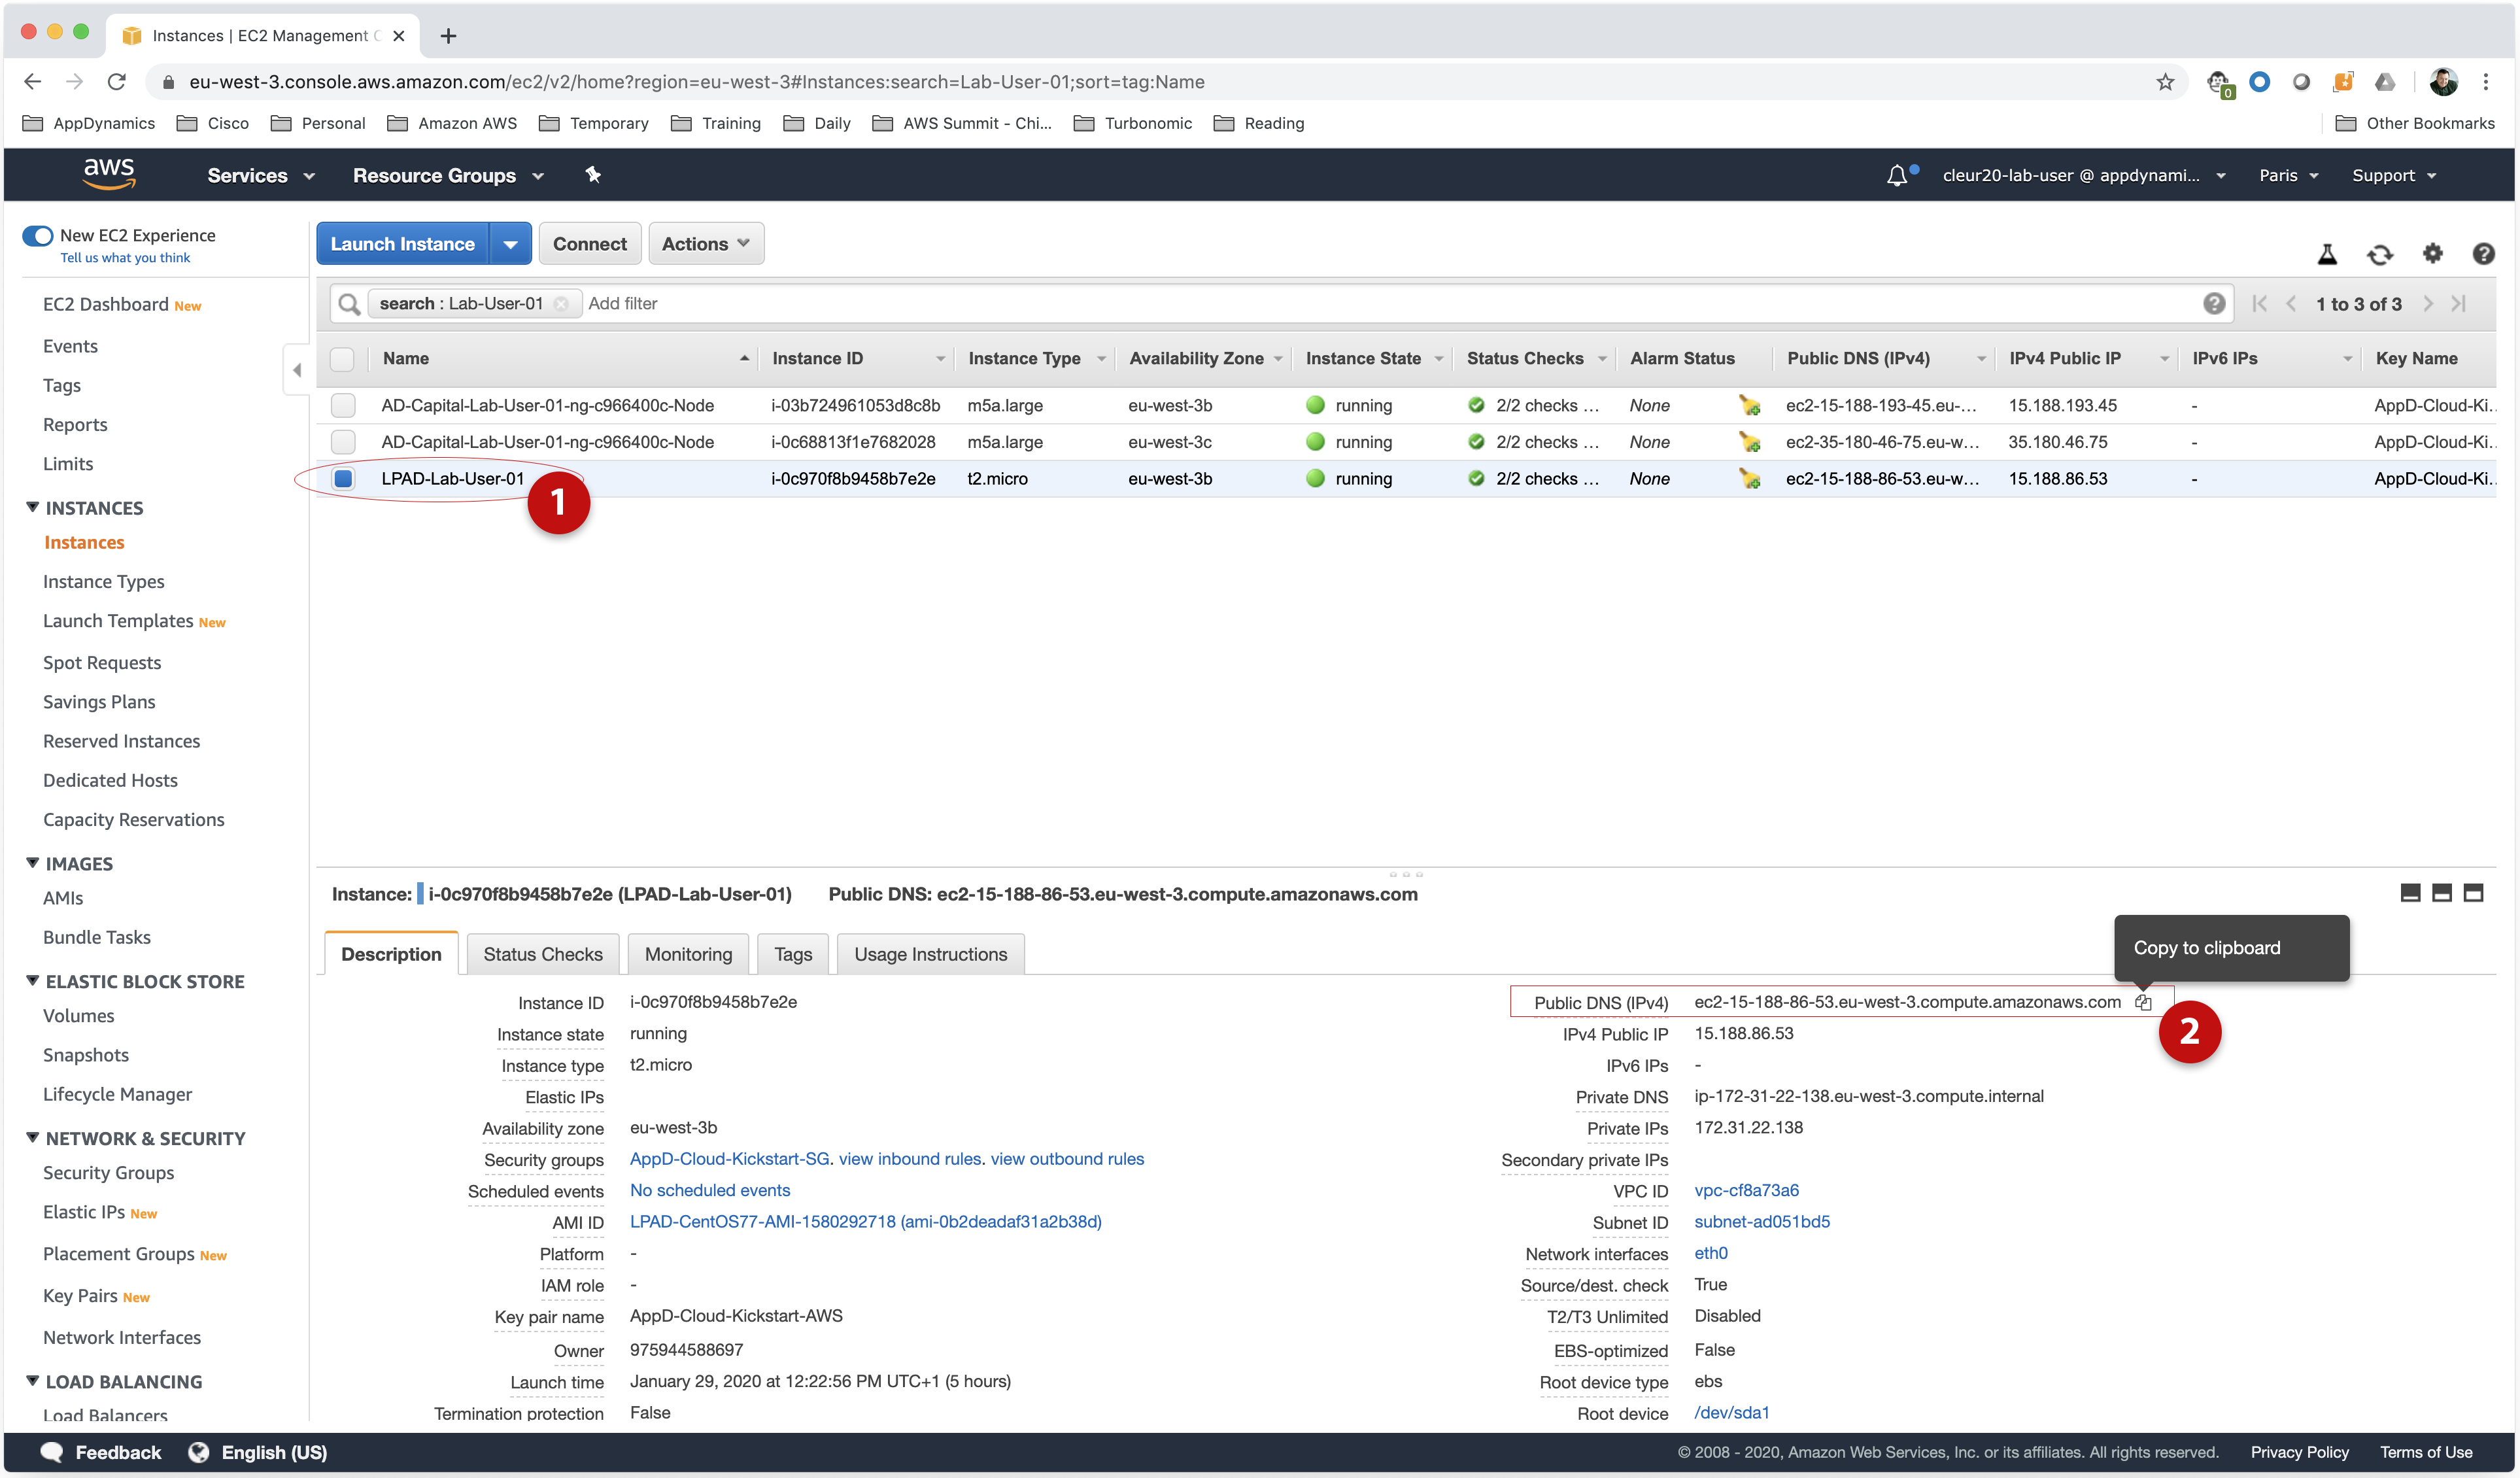 Instances | EC2 Management C
eu-west-3.console.aws.amazon.com/ec2/v2/home?region=eu-west-3#Instances:search=Lab-User-01;sort=tag:Name
0
AppDynamics Cisco Personal Amazon AWS Temporary Training Daily AWS Summit - Chi... Turbonomic Reading Other Bookmarks
aws Services Resource Groups cleur20-lab-user @ appdynami... Paris Support
New EC2 Experience
Tell us what you think
Launch Instance Connect Actions
search : Lab-User-01 Add filter 1 to 3 of 3
Name Instance ID Instance Type Availability Zone Instance State Status Checks Alarm Status Public DNS (IPv4) IPv4 Public IP IPv6 IPs Key Name
AD-Capital-Lab-User-01-ng-c966400c-Node i-03b724961053d8c8b m5a.large eu-west-3b running 2/2 checks ... None ec2-15-188-193-45.eu-... 15.188.193.45 - AppD-Cloud-Ki..
AD-Capital-Lab-User-01-ng-c966400c-Node i-0c68813f1e7682028 m5a.large eu-west-3c running 2/2 checks ... None ec2-35-180-46-75.eu-w... 35.180.46.75 - AppD-Cloud-Ki..
LPAD-Lab-User-01 i-0c970f8b9458b7e2e t2.micro eu-west-3b running 2/2 checks ... None ec2-15-188-86-53.eu-w... 15.188.86.53 - AppD-Cloud-Ki..
1
EC2 Dashboard New
Events
Tags
Reports
Limits
INSTANCES
Instances
Instance Types
Launch Templates New
Spot Requests
Savings Plans
Reserved Instances
Dedicated Hosts
Capacity Reservations
IMAGES
AMIs
Bundle Tasks
ELASTIC BLOCK STORE
Volumes
Snapshots
Lifecycle Manager
NETWORK & SECURITY
Security Groups
Elastic IPs New
Placement Groups New
Key Pairs New
Network Interfaces
LOAD BALANCING
Load Balancers
Instance: i-0c970f8b9458b7e2e (LPAD-Lab-User-01) Public DNS: ec2-15-188-86-53.eu-west-3.compute.amazonaws.com
Copy to clipboard
Description Status Checks Monitoring Tags Usage Instructions
Instance ID i-0c970f8b9458b7e2e
Instance state running
Instance type t2.micro
Elastic IPs
Availability zone eu-west-3b
Security groups AppD-Cloud-Kickstart-SG. view inbound rules. view outbound rules
Scheduled events No scheduled events
AMI ID LPAD-CentOS77-AMI-1580292718 (ami-0b2deadaf31a2b38d)
Platform -
IAM role -
Key pair name AppD-Cloud-Kickstart-AWS
Owner 975944588697
Launch time January 29, 2020 at 12:22:56 PM UTC+1 (5 hours)
Termination protection False
Public DNS (IPv4) ec2-15-188-86-53.eu-west-3.compute.amazonaws.com
2
IPv4 Public IP 15.188.86.53
IPv6 IPs -
Private DNS ip-172-31-22-138.eu-west-3.compute.internal
Private IPs 172.31.22.138
Secondary private IPs
VPC ID vpc-cf8a73a6
Subnet ID subnet-ad051bd5
Network interfaces eth0
Source/dest. check True
T2/T3 Unlimited Disabled
EBS-optimized False
Root device type ebs
Root device /dev/sda1
Feedback English (US) © 2008 - 2020, Amazon Web Services, Inc. or its affiliates. All rights reserved. Privacy Policy Terms of Use